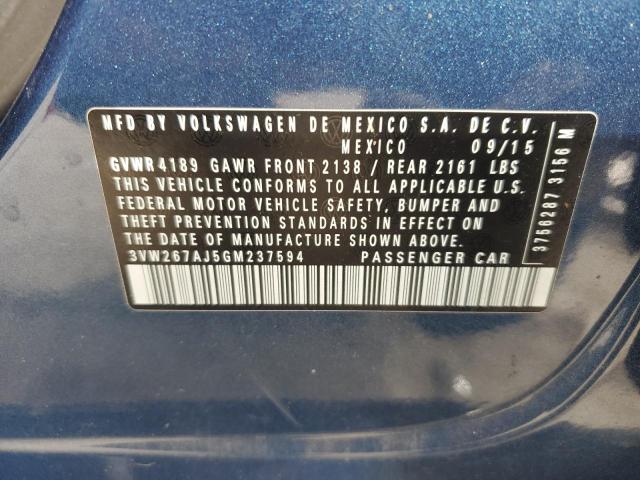 MFD BY VOLKSWAGEN DE MEXICO S.A. DE C.V.
MEXICO 09/15
GVWR 4189 GAWR FRONT 2138 / REAR 2161 LBS
THIS VEHICLE CONFORMS TO ALL APPLICABLE U.S.
FEDERAL MOTOR VEHICLE SAFETY, BUMPER AND
THEFT PREVENTION STANDARDS IN EFFECT ON
THE DATE OF MANUFACTURE SHOWN ABOVE.
3VW267AJ5GM237594 PASSENGER CAR
3756287 3156 M